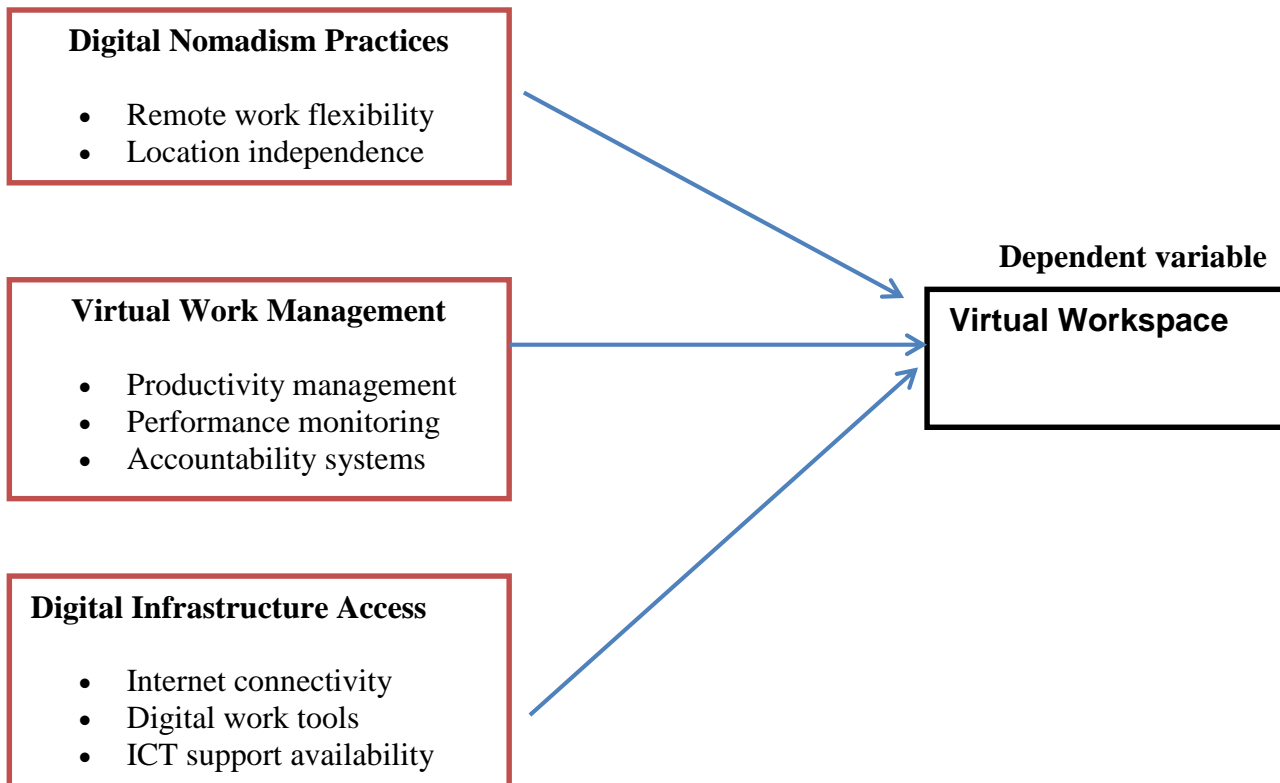 Digital Nomadism Practices
• Remote work flexibility
• Location independence
Virtual Work Management
• Productivity management
• Performance monitoring
• Accountability systems
Digital Infrastructure Access
• Internet connectivity
• Digital work tools
• ICT support availability
Dependent variable
Virtual Workspace